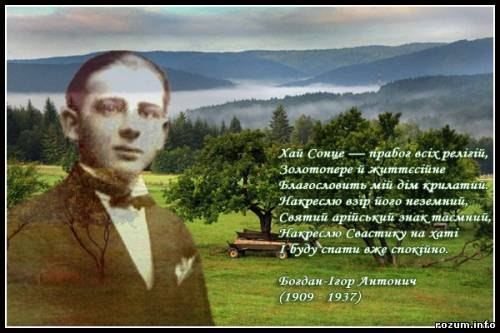 Хай Сонце — прабог всіх релігій,
Золотопере й життєсійне
Благословить мій дім крилатий.
Накреслю взір його неземний,
Святий арійський знак таємний,
Накреслю Свастику на хаті
І буду спати вже спокійно.
Богдан-Ігор Антонич
(1909 - 1937)
rozum.info